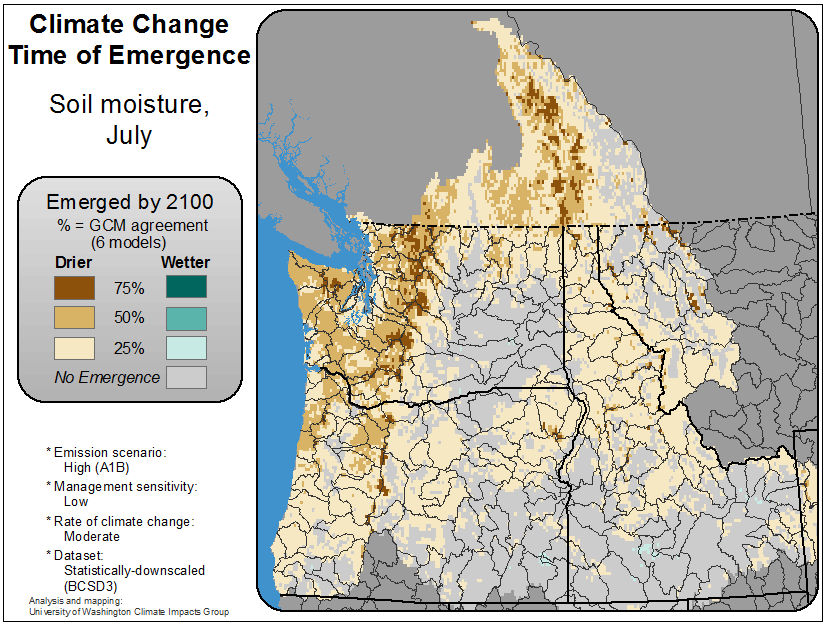 Climate Change
Time of Emergence
Soil moisture,
July
Emerged by 2100
% = GCM agreement
(6 models)
Drier Wetter
75%
50%
25%
No Emergence
* Emission scenario:
High (A1B)
* Management sensitivity:
Low
* Rate of climate change:
Moderate
* Dataset:
Statistically-downscaled
(BCSD3)
Analysis and mapping:
University of Washington Climate Impacts Group